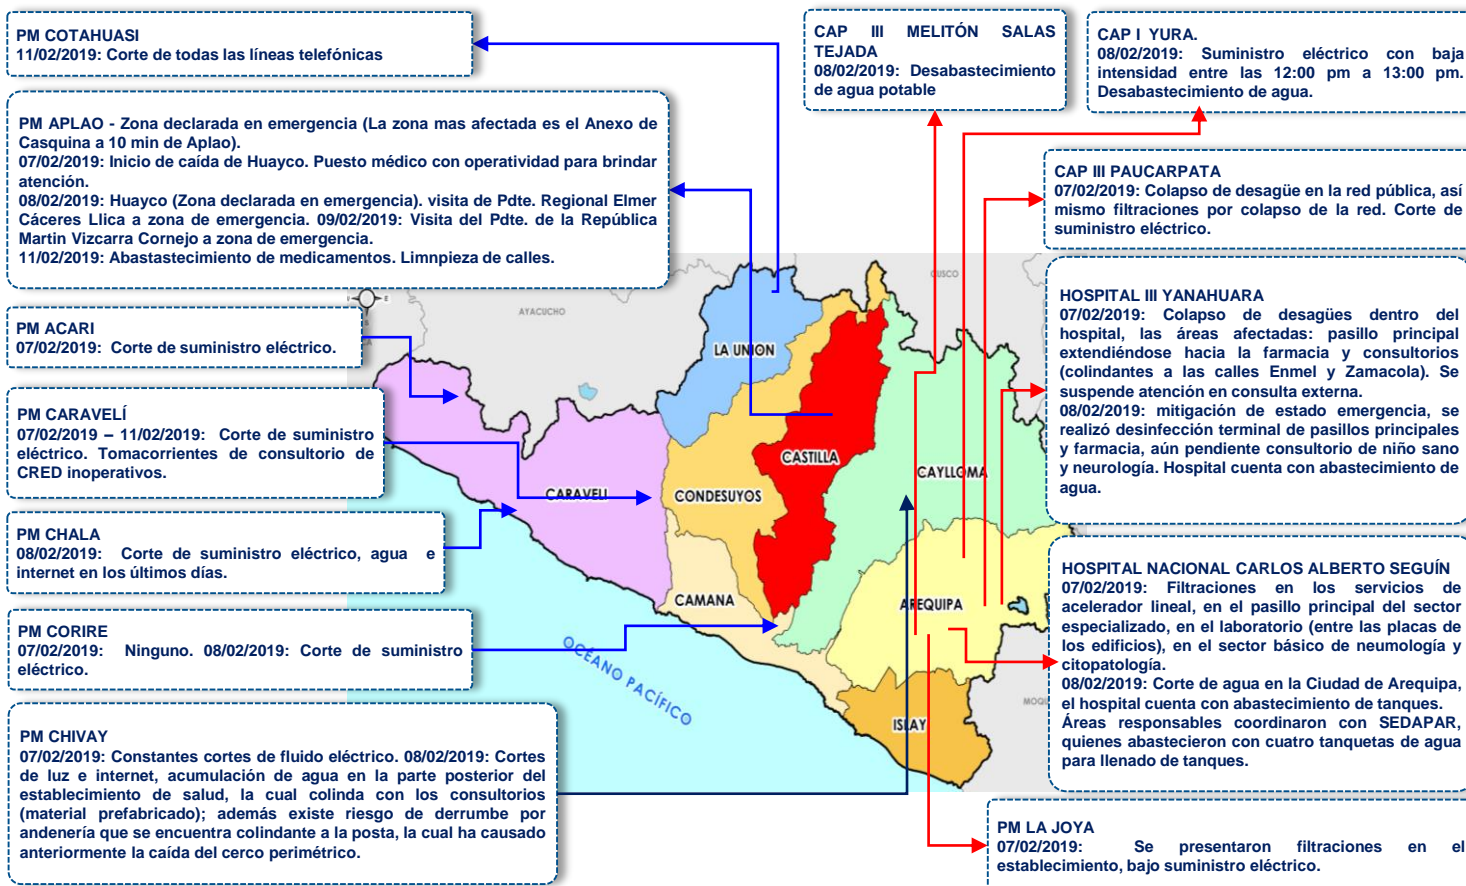 PM COTAHUASI
11/02/2019: Corte de todas las líneas telefónicas
PM APLAO - Zona declarada en emergencia (La zona mas afectada es el Anexo de
Casquina a 10 min de Aplao).
07/02/2019: Inicio de caída de Huayco. Puesto médico con operatividad para brindar
atención.
08/02/2019: Huayco (Zona declarada en emergencia). visita de Pdte. Regional Elmer
Cáceres Llica a zona de emergencia. 09/02/2019: Visita del Pdte. de la República
Martin Vizcarra Cornejo a zona de emergencia.
11/02/2019: Abastastecimiento de medicamentos. Limnpieza de calles.
PM ACARI
07/02/2019: Corte de suministro eléctrico.
PM CARAVELÍ
07/02/2019 – 11/02/2019: Corte de suministro
eléctrico. Tomacorrientes de consultorio de
CRED inoperativos.
PM CHALA
08/02/2019: Corte de suministro eléctrico, agua e
internet en los últimos días.
PM CORIRE
07/02/2019: Ninguno. 08/02/2019: Corte de suministro
eléctrico.
PM CHIVAY
07/02/2019: Constantes cortes de fluido eléctrico. 08/02/2019: Cortes
de luz e internet, acumulación de agua en la parte posterior del
establecimiento de salud, la cual colinda con los consultorios
(material prefabricado); además existe riesgo de derrumbe por
andenería que se encuentra colindante a la posta, la cual ha causado
anteriormente la caída del cerco perimétrico.
CAP III MELITÓN SALAS
TEJADA
08/02/2019: Desabastecimiento
de agua potable
CAP I YURA.
08/02/2019: Suministro eléctrico con baja
intensidad entre las 12:00 pm a 13:00 pm.
Desabastecimiento de agua.
CAP III PAUCARPATA
07/02/2019: Colapso de desagüe en la red pública, así
mismo filtraciones por colapso de la red. Corte de
suministro eléctrico.
HOSPITAL III YANAHUARA
07/02/2019: Colapso de desagües dentro del
hospital, las áreas afectadas: pasillo principal
extendiéndose hacia la farmacia y consultorios
(colindantes a las calles Enmel y Zamacola). Se
suspende atención en consulta externa.
08/02/2019: mitigación de estado emergencia, se
realizó desinfección terminal de pasillos principales
y farmacia, aún pendiente consultorio de niño sano
y neurología. Hospital cuenta con abastecimiento de
agua.
HOSPITAL NACIONAL CARLOS ALBERTO SEGUÍN
07/02/2019: Filtraciones en los servicios de
acelerador lineal, en el pasillo principal del sector
especializado, en el laboratorio (entre las placas de
los edificios), en el sector básico de neumología y
citopatología.
08/02/2019: Corte de agua en la Ciudad de Arequipa,
el hospital cuenta con abastecimiento de tanques.
Áreas responsables coordinaron con SEDAPAR,
quienes abastecieron con cuatro tanquetas de agua
para llenado de tanques.
PM LA JOYA
07/02/2019: Se presentaron filtraciones en el
establecimiento, bajo suministro eléctrico.
AYACUCHO
CUSCO
LA UNION
CASTILLA
CAYLLOMA
CARAVELI
CONDESUYOS
CAMANA
AREQUIPA
ISLAY
OCÉANO PACÍFICO